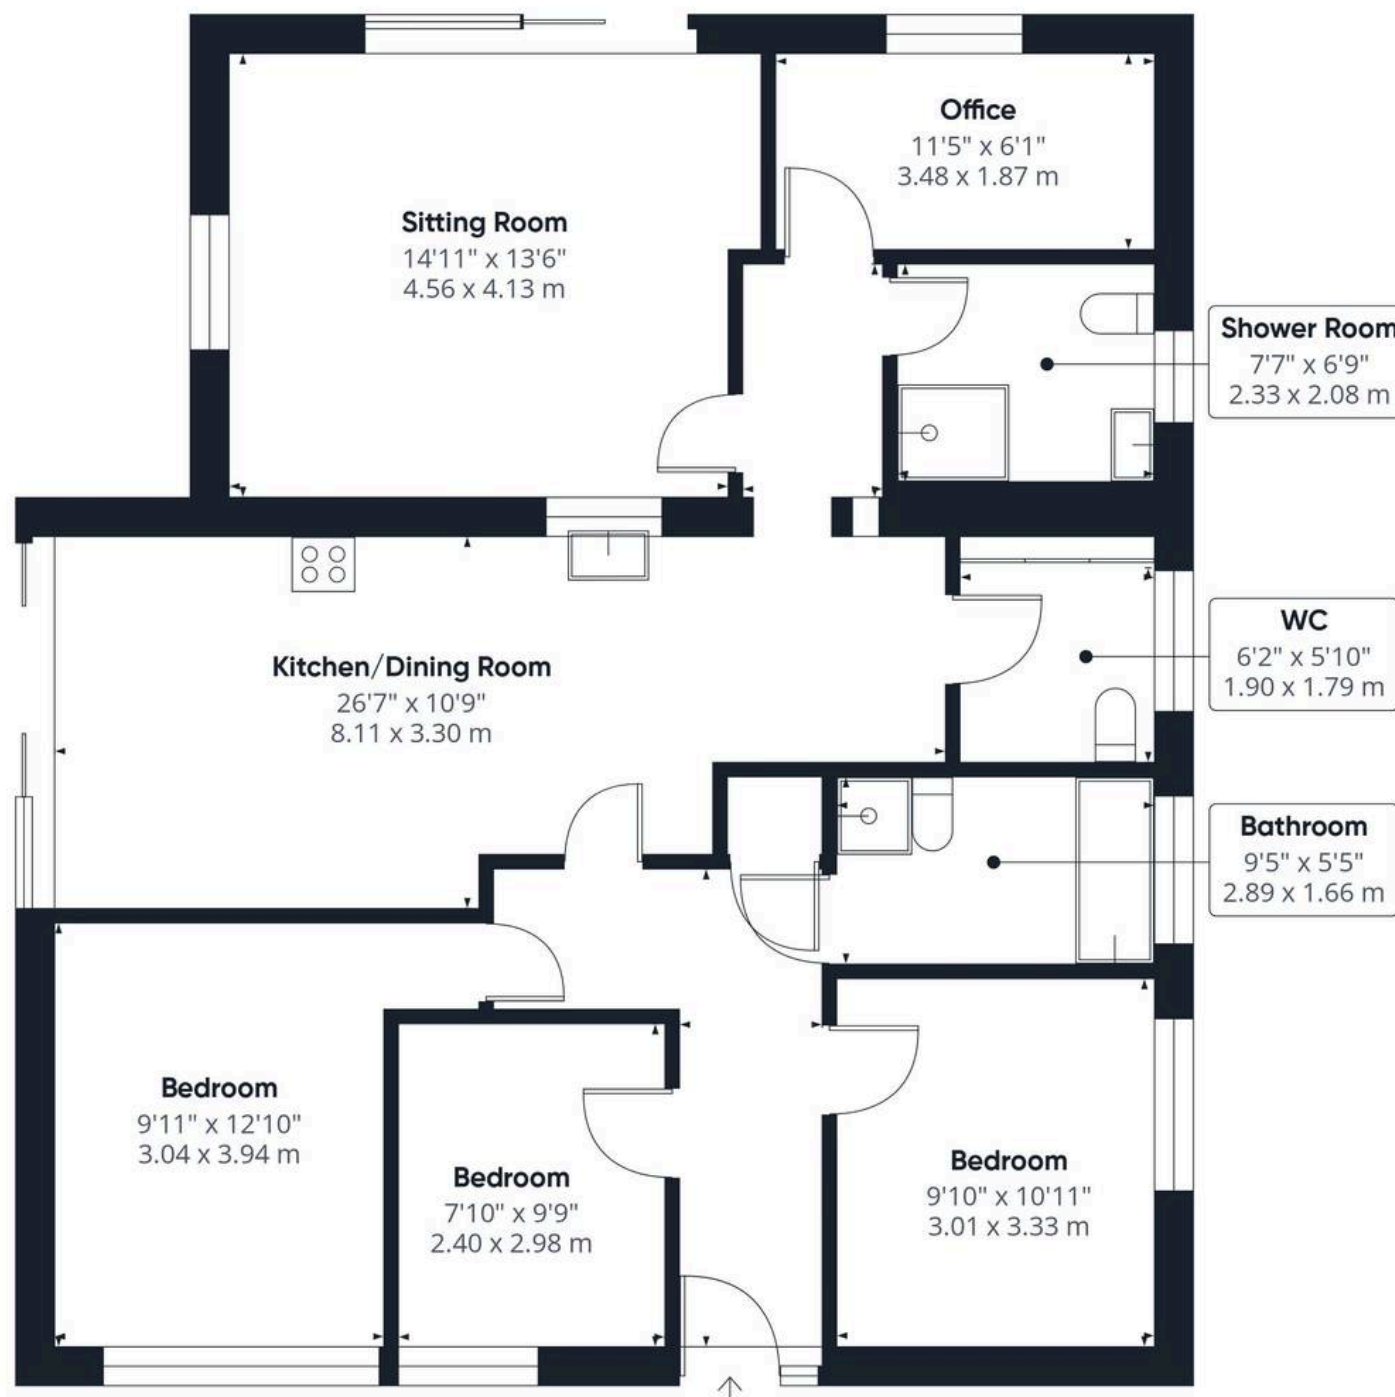 Office
11'5" x 6'1"
3.48 x 1.87 m
Sitting Room
14'11" x 13'6"
4.56 x 4.13 m
Shower Room
7'7" x 6'9"
2.33 x 2.08 m
WC
6'2" x 5'10"
1.90 x 1.79 m
Kitchen/Dining Room
26'7" x 10'9"
8.11 x 3.30 m
Bathroom
9'5" x 5'5"
2.89 x 1.66 m
Bedroom
9'11" x 12'10"
3.04 x 3.94 m
Bedroom
7'10" x 9'9"
2.40 x 2.98 m
Bedroom
9'10" x 10'11"
3.01 x 3.33 m